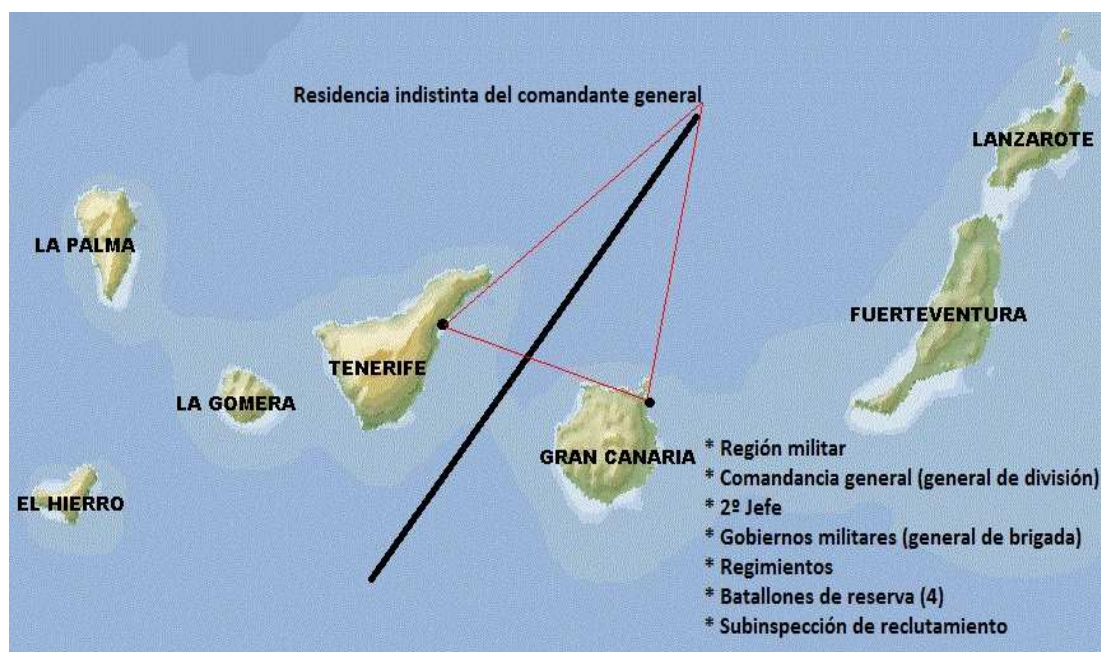 Residencia indistinta del comandante general
LANZAROTE
LA PALMA
FUERTEVENTURA
TENERIFE
LA GOMERA
GRAN CANARIA
EL HIERRO
* Región militar
* Comandancia general (general de división)
* 2º Jefe
* Gobiernos militares (general de brigada)
* Regimientos
* Batallones de reserva (4)
* Subinspección de reclutamiento